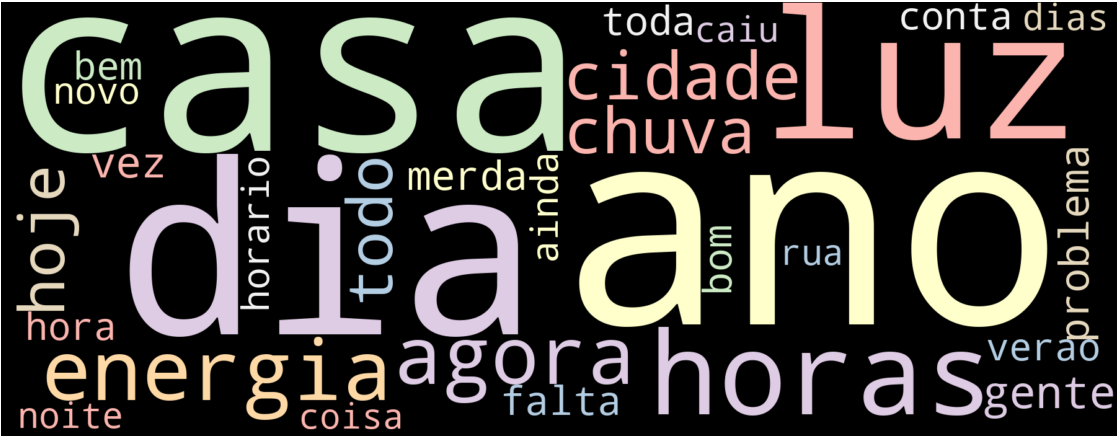 casa
luz
toda
caiu
conta
dias
bem
novo
cidade
chuva
vez
hoje
dia
horario
todo
merda
ainda
ano
bom
rua
problema
hora
energia
agora
horas
verao
gente
falta
noite
coisa